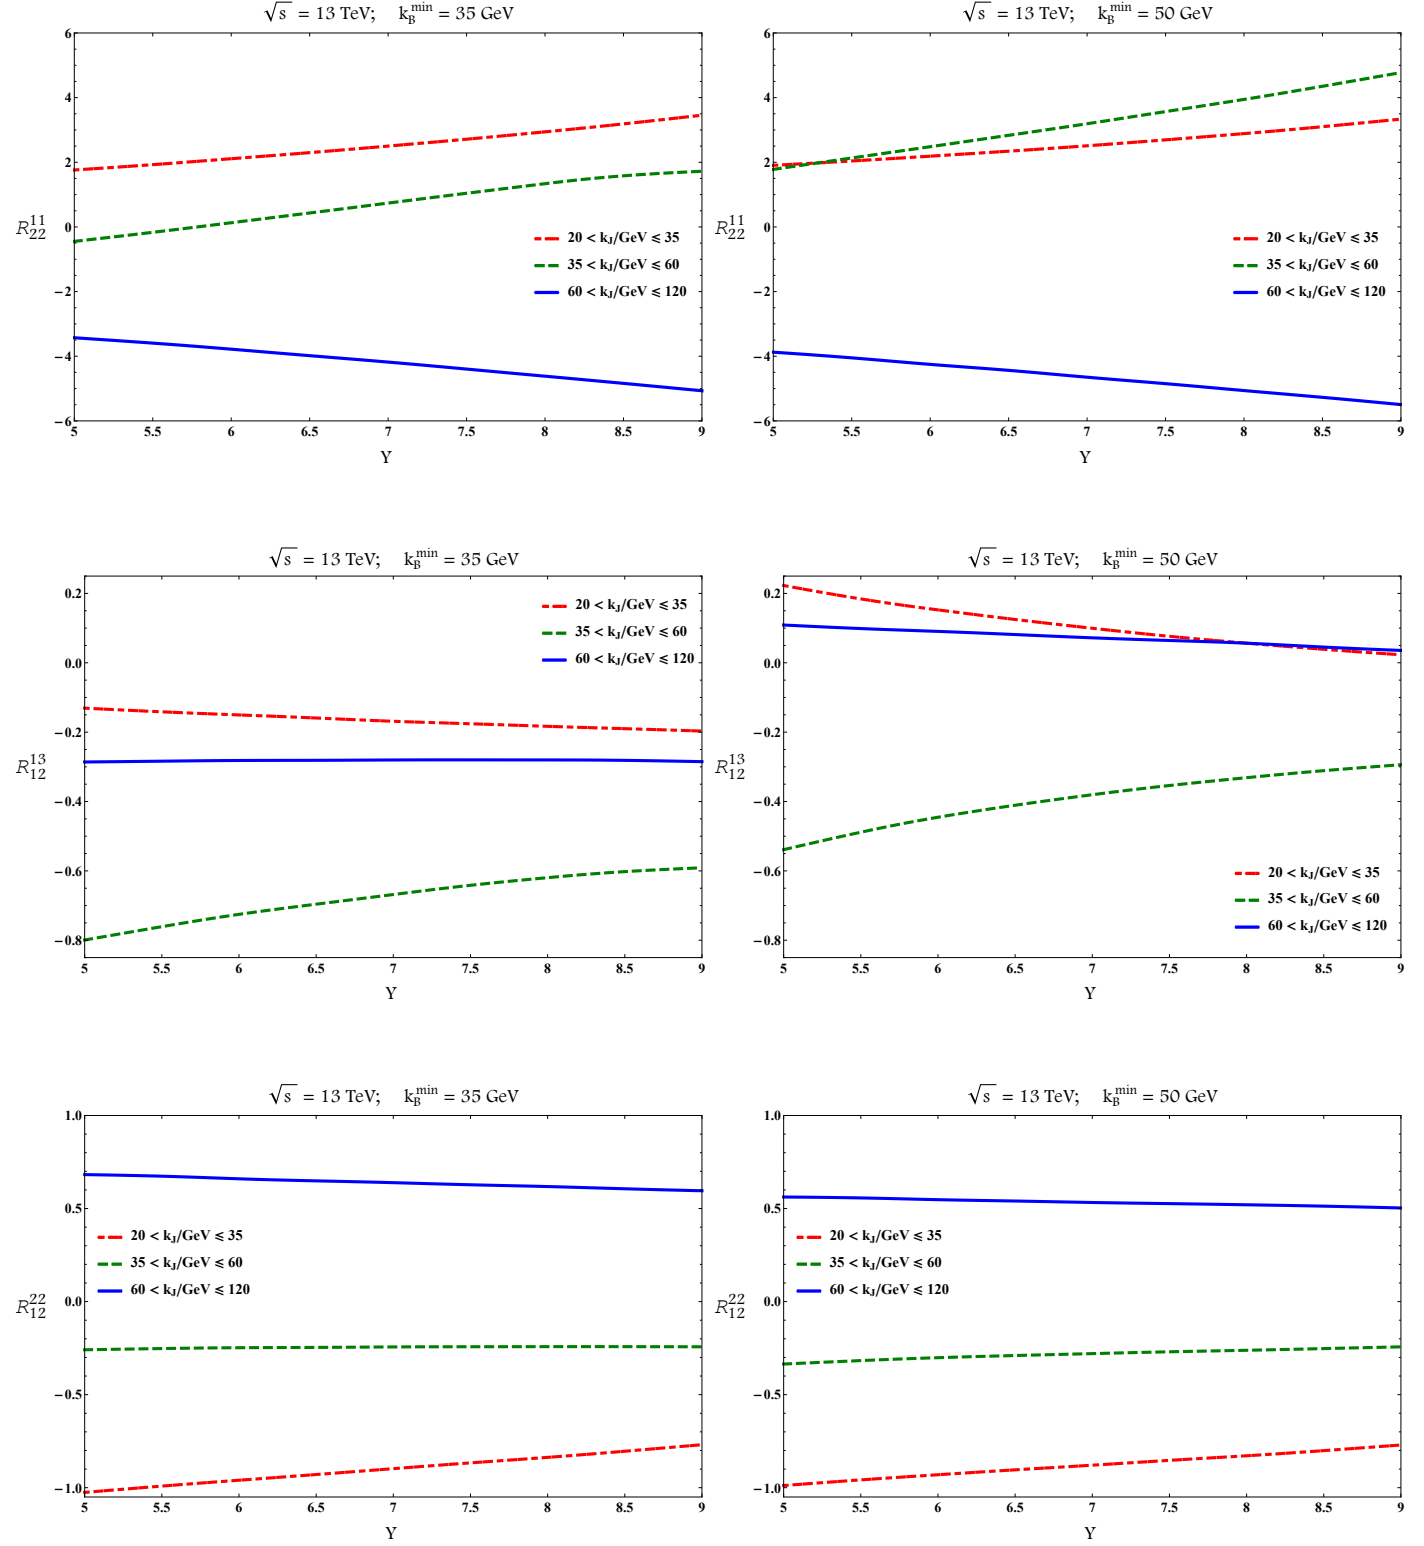 √s = 13 TeV; k_B^min = 35 GeV
6
4
2
0
−2
−4
−6
R_22^11
20 < k_J/GeV ⩽ 35
35 < k_J/GeV ⩽ 60
60 < k_J/GeV ⩽ 120
5 5.5 6 6.5 7 7.5 8 8.5 9
Y
√s = 13 TeV; k_B^min = 50 GeV
6
4
2
0
−2
−4
−6
R_22^11
20 < k_J/GeV ⩽ 35
35 < k_J/GeV ⩽ 60
60 < k_J/GeV ⩽ 120
5 5.5 6 6.5 7 7.5 8 8.5 9
Y
√s = 13 TeV; k_B^min = 35 GeV
0.2
0.0
−0.2
−0.4
−0.6
−0.8
R_12^13
20 < k_J/GeV ⩽ 35
35 < k_J/GeV ⩽ 60
60 < k_J/GeV ⩽ 120
5 5.5 6 6.5 7 7.5 8 8.5 9
Y
√s = 13 TeV; k_B^min = 50 GeV
0.2
0.0
−0.2
−0.4
−0.6
−0.8
R_12^13
20 < k_J/GeV ⩽ 35
35 < k_J/GeV ⩽ 60
60 < k_J/GeV ⩽ 120
5 5.5 6 6.5 7 7.5 8 8.5 9
Y
√s = 13 TeV; k_B^min = 35 GeV
1.0
0.5
0.0
−0.5
−1.0
R_12^22
20 < k_J/GeV ⩽ 35
35 < k_J/GeV ⩽ 60
60 < k_J/GeV ⩽ 120
5 5.5 6 6.5 7 7.5 8 8.5 9
Y
√s = 13 TeV; k_B^min = 50 GeV
1.0
0.5
0.0
−0.5
−1.0
R_12^22
20 < k_J/GeV ⩽ 35
35 < k_J/GeV ⩽ 60
60 < k_J/GeV ⩽ 120
5 5.5 6 6.5 7 7.5 8 8.5 9
Y